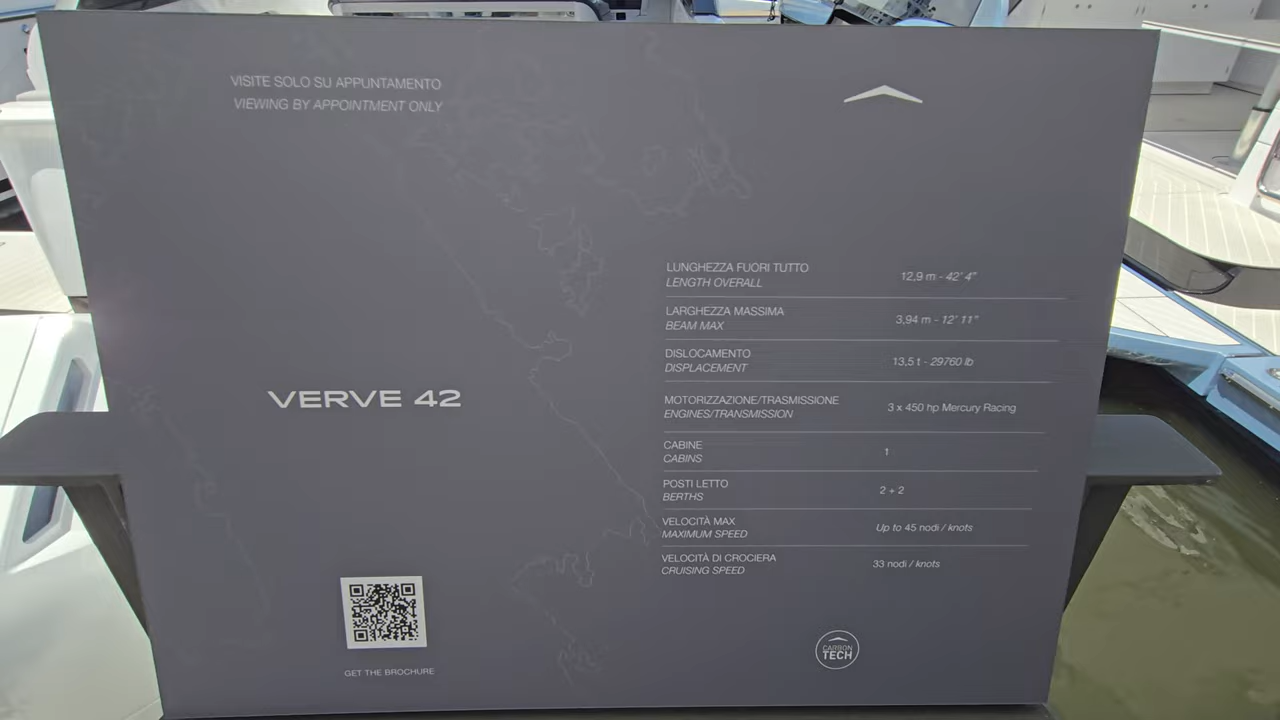 VISITE SOLO SU APPUNTAMENTO
VIEWING BY APPOINTMENT ONLY
VERVE 42
GET THE BROCHURE
LUNGHEZZA FUORI TUTTO
LENGTH OVERALL
12,9 m - 42' 4"
LARGHEZZA MASSIMA
BEAM MAX
3,94 m - 12' 11"
DISLOCAMENTO
DISPLACEMENT
13,5 t - 29760 lb
MOTORIZZAZIONE/TRASMISSIONE
ENGINES/TRANSMISSION
3 x 450 hp Mercury Racing
CABINE
CABINS
1
POSTI LETTO
BERTHS
2 + 2
VELOCITÀ MAX
MAXIMUM SPEED
Up to 45 nodi / knots
VELOCITÀ DI CROCIERA
CRUISING SPEED
33 nodi / knots
CARBON
TECH